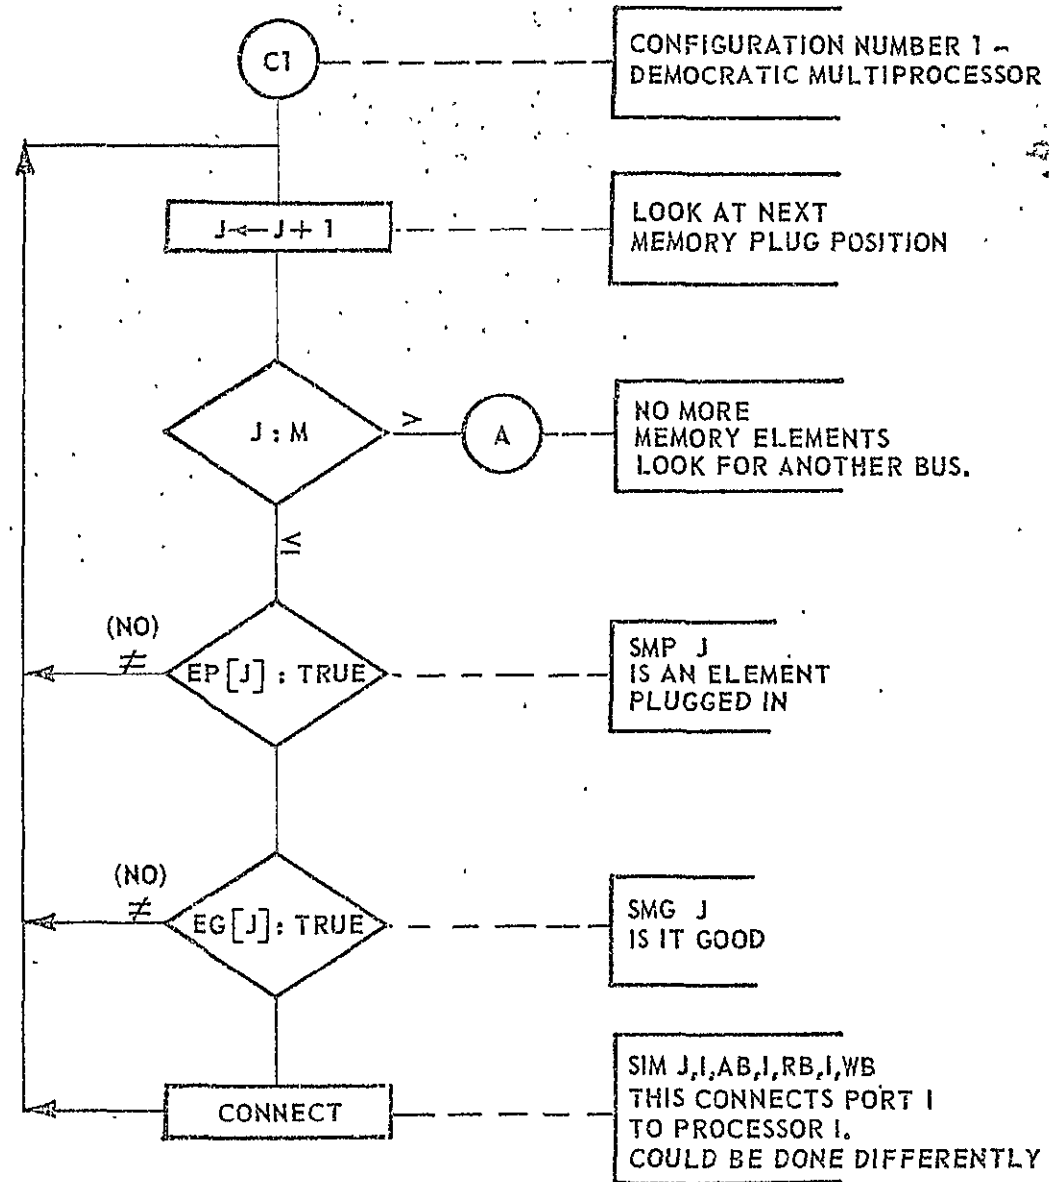 C1
CONFIGURATION NUMBER 1 -
DEMOCRATIC MULTIPROCESSOR
J ← J + 1
LOOK AT NEXT
MEMORY PLUG POSITION
J : M
>
A
NO MORE
MEMORY ELEMENTS
LOOK FOR ANOTHER BUS.
≤
(NO)
≠
EP[J] : TRUE
SMP J
IS AN ELEMENT
PLUGGED IN
(NO)
≠
EG[J] : TRUE
SMG J
IS IT GOOD
CONNECT
SIM J,I,AB,I,RB,I,WB
THIS CONNECTS PORT I
TO PROCESSOR I.
COULD BE DONE DIFFERENTLY